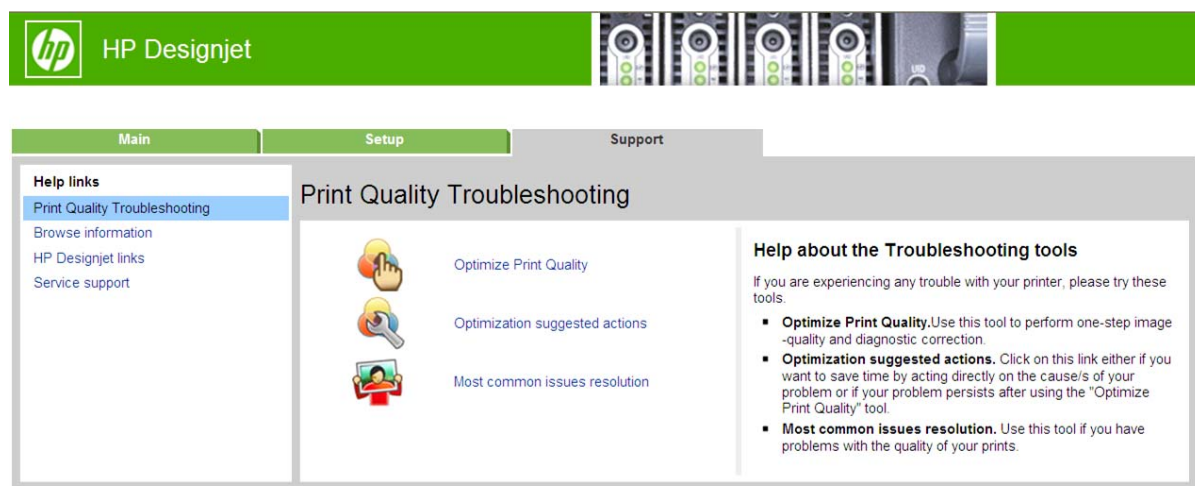 hp
HP Designjet
UID
Main
Setup
Support
Help links
Print Quality Troubleshooting
Browse information
HP Designjet links
Service support
Print Quality Troubleshooting
Optimize Print Quality
Optimization suggested actions
Most common issues resolution
Help about the Troubleshooting tools
If you are experiencing any trouble with your printer, please try these
tools.
▪ Optimize Print Quality.Use this tool to perform one-step image
-quality and diagnostic correction.
▪ Optimization suggested actions. Click on this link either if you
want to save time by acting directly on the cause/s of your
problem or if your problem persists after using the "Optimize
Print Quality" tool.
▪ Most common issues resolution. Use this tool if you have
problems with the quality of your prints.